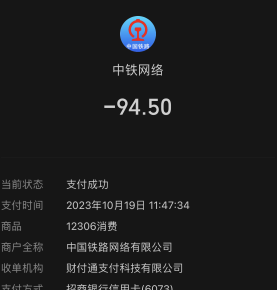 中国铁路
中铁网络
-94.50
当前状态 支付成功
支付时间 2023年10月19日 11:47:34
商品 12306消费
商户全称 中国铁路网络有限公司
收单机构 财付通支付科技有限公司
支付方式 招商银行信用卡(6073)